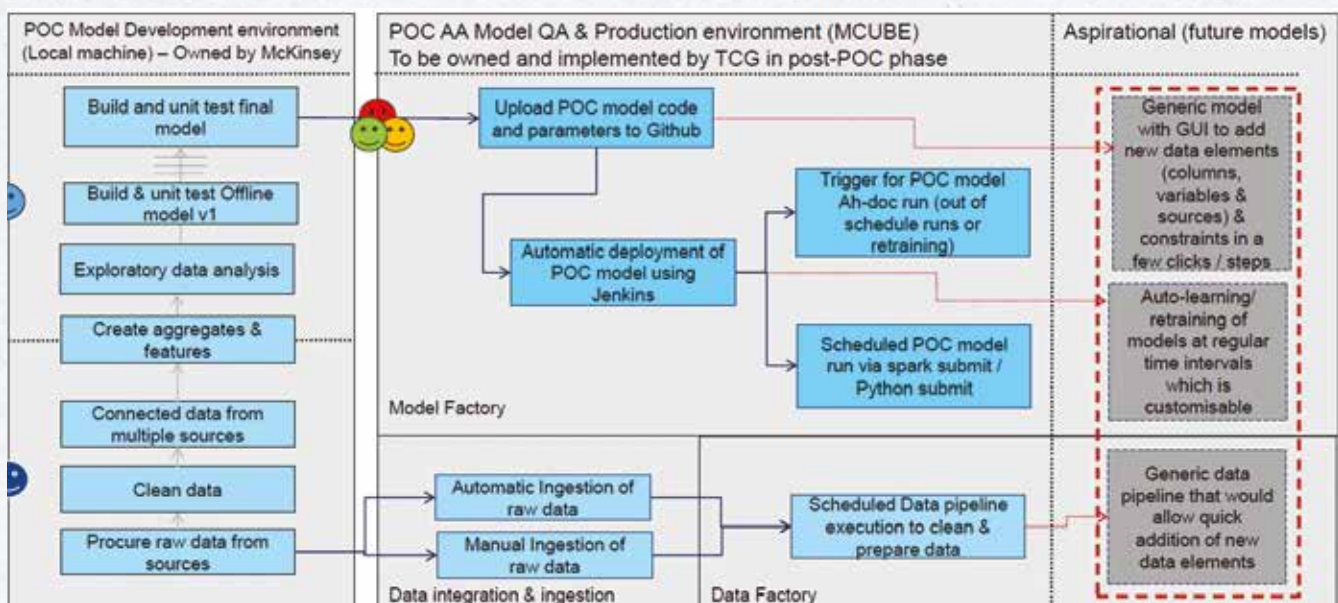 POC Model Development environment
(Local machine) – Owned by McKinsey
Build and unit test final
model
Build & unit test Offline
model v1
Exploratory data analysis
Create aggregates &
features
Connected data from
multiple sources
Clean data
Procure raw data from
sources
POC AA Model QA & Production environment (MCUBE)
To be owned and implemented by TCG in post-POC phase
Upload POC model code
and parameters to Github
Automatic deployment of
POC model using
Jenkins
Trigger for POC model
Ah-doc run (out of
schedule runs or
retraining)
Scheduled POC model
run via spark submit /
Python submit
Model Factory
Automatic Ingestion of
raw data
Manual Ingestion of
raw data
Data integration & ingestion
Scheduled Data pipeline
execution to clean &
prepare data
Data Factory
Aspirational (future models)
Generic model
with GUI to add
new data elements
(columns,
variables &
sources) &
constraints in a
few clicks / steps
Auto-learning/
retraining of
models at regular
time intervals
which is
customisable
Generic data
pipeline that would
allow quick
addition of new
data elements